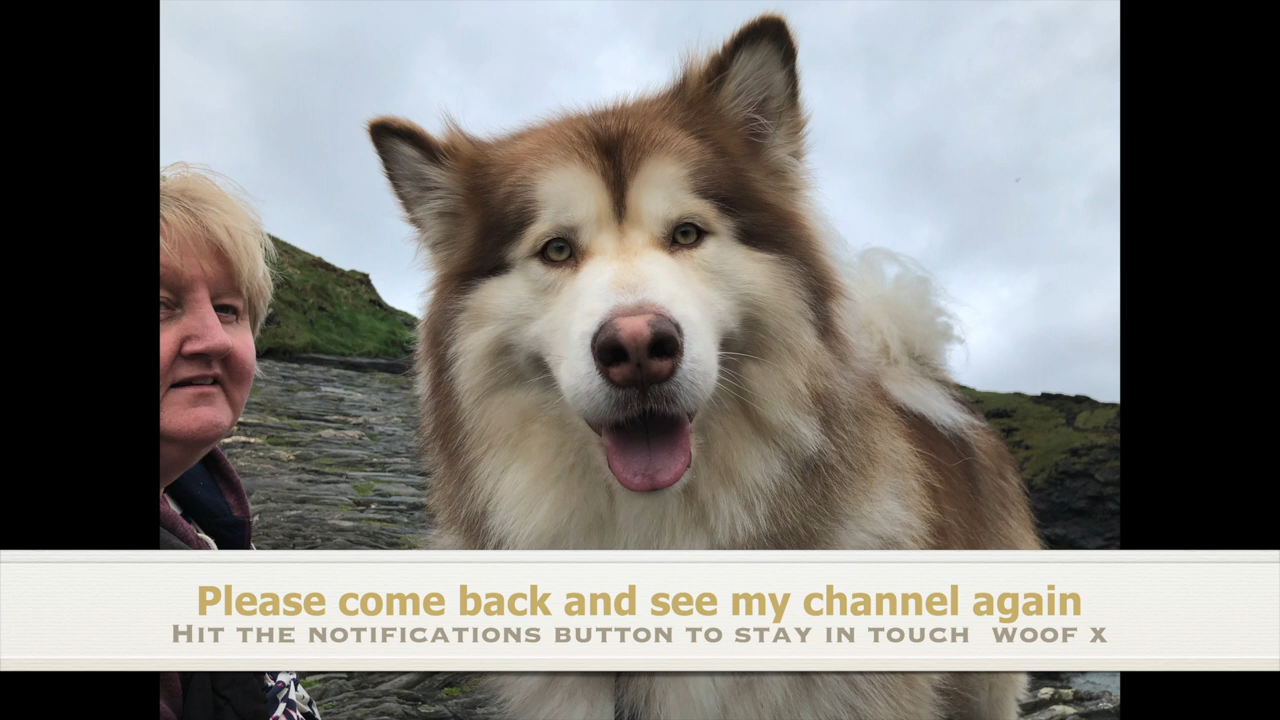 Please come back and see my channel again
Hit the notifications button to stay in touch woof x